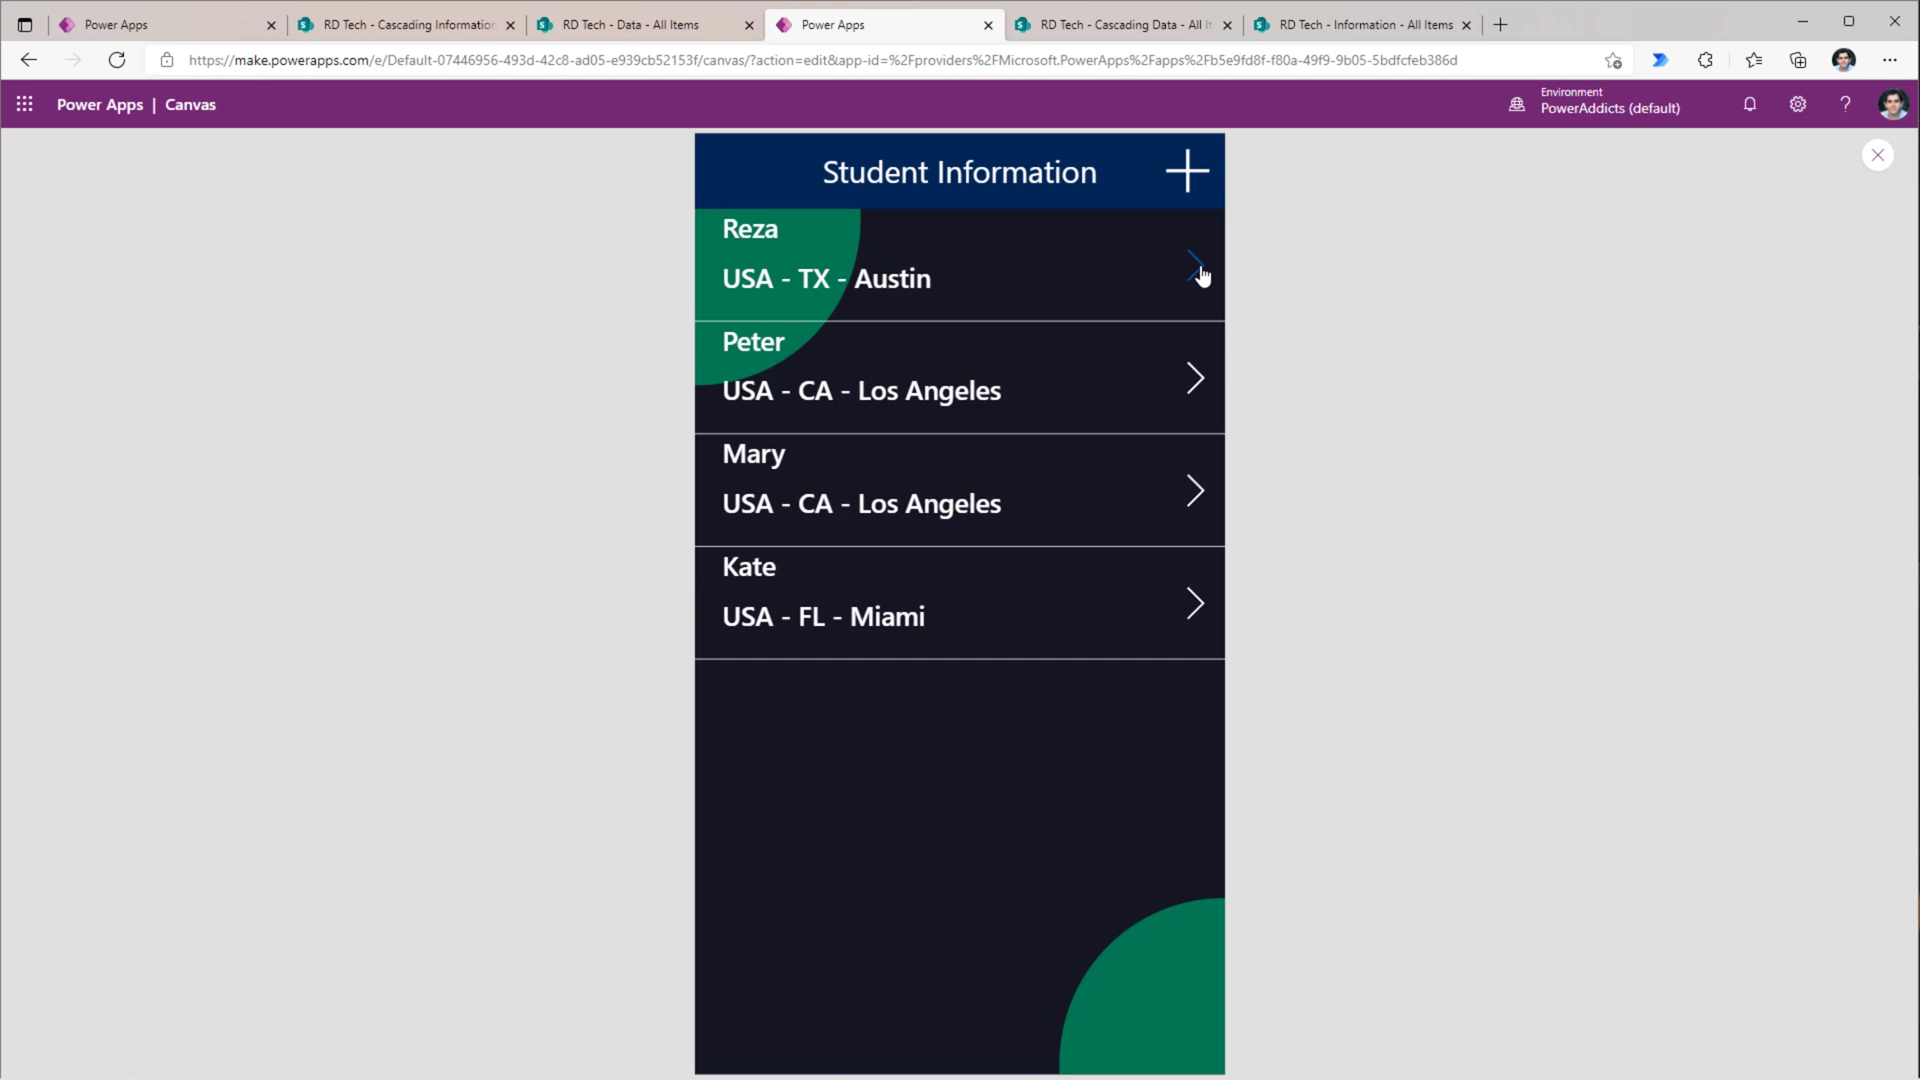 Power Apps
RD Tech - Cascading Information
RD Tech - Data - All Items
Power Apps
RD Tech - Cascading Data - All It
RD Tech - Information - All Items
https://make.powerapps.com/e/Default-07446956-493d-42c8-ad05-e939cb52153f/canvas/?action=edit&app-id=%2Fproviders%2FMicrosoft.PowerApps%2Fapps%2Fb5e9fd8f-f80a-49f9-9b05-5bdfcfeb386d
Power Apps | Canvas
Environment
PowerAddicts (default)
Student Information
Reza
USA - TX - Austin
Peter
USA - CA - Los Angeles
Mary
USA - CA - Los Angeles
Kate
USA - FL - Miami